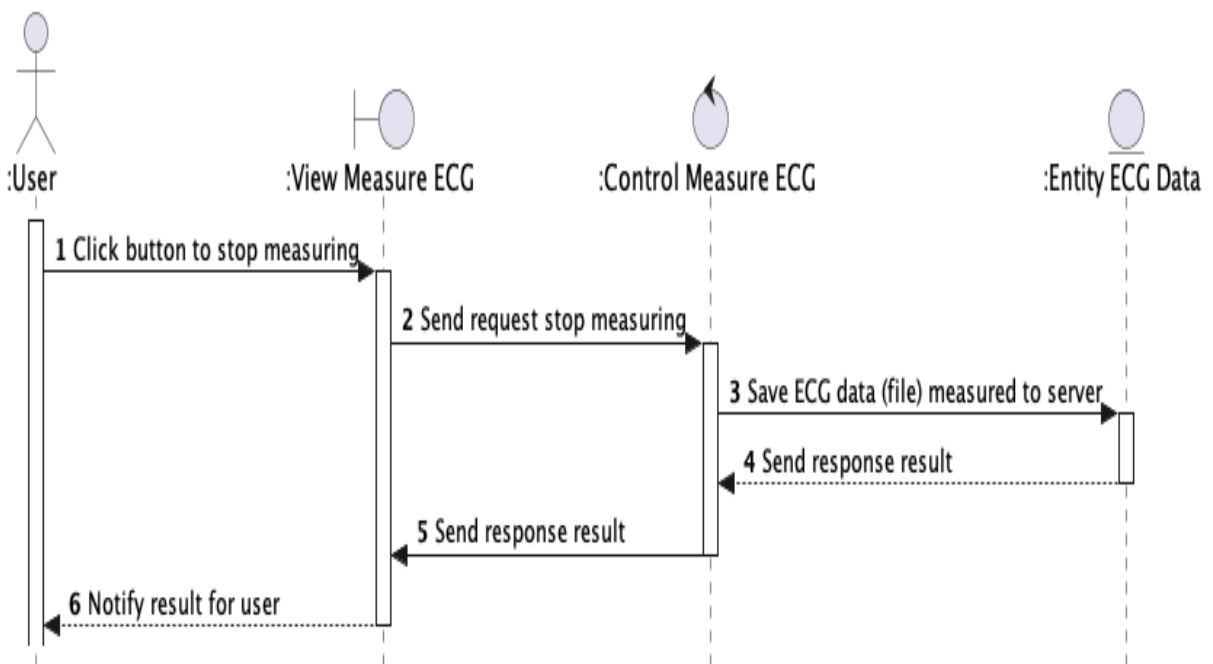 :User
:View Measure ECG
:Control Measure ECG
:Entity ECG Data
1 Click button to stop measuring
2 Send request stop measuring
3 Save ECG data (file) measured to server
4 Send response result
5 Send response result
6 Notify result for user